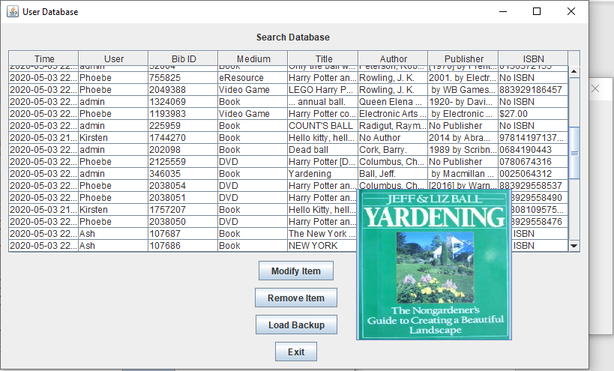 User Database
Search Database
Time User Bib ID Medium Title Author Publisher ISBN
2020-05-03 22... admin Book Only the ball w...
2020-05-03 22... Phoebe 755825 eResource Harry Potter an... Rowling, J. K. 2001. by Electr... No ISBN
2020-05-03 22... Phoebe 2049388 Video Game LEGO Harry P... Rowling, J. K. by WB Games... 883929186457
2020-05-03 22... admin 1324069 Book ... annual ball. Queen Elena ... 1920- by Davi... No ISBN
2020-05-03 22... Phoebe 1193983 Video Game Harry Potter co... Electronic Arts ... by Electronic ... $27.00
2020-05-03 22... admin 225959 Book COUNT'S BALL Radigut, Raym... No Publisher No ISBN
2020-05-03 21... Kirsten 1744270 Book Hello kitty, hell... No Author 2014 by Abra... 97814197137...
2020-05-03 22... admin 202098 Book Dead ball Cork, Barry. 1989 by Scribn... 0684190443
2020-05-03 22... Phoebe 2125559 DVD Harry Potter [D... Columbus, Ch... No Publisher 0780674316
2020-05-03 22... admin 346035 Book Yardening Ball, Jeff. by Macmillan ... 0025064312
2020-05-03 22... Phoebe 2038054 DVD Harry Potter an... Columbus, Ch... [2016] by Warn... 883929558537
2020-05-03 22... Phoebe 2038051 DVD Harry Potter an... 83929558490
2020-05-03 21... Kirsten 1757207 Book Hello Kitty, hell...
2020-05-03 22... Phoebe 2038050 DVD Harry Potter an... 83929558476
2020-05-03 22... Ash 107687 Book The New York ... ISBN
2020-05-03 22... Ash 107686 Book NEW YORK ISBN
JEFF & LIZ BALL
YARDENING
The Nongardener's
Guide to Creating a Beautiful
Landscape
Modify Item
Remove Item
Load Backup
Exit